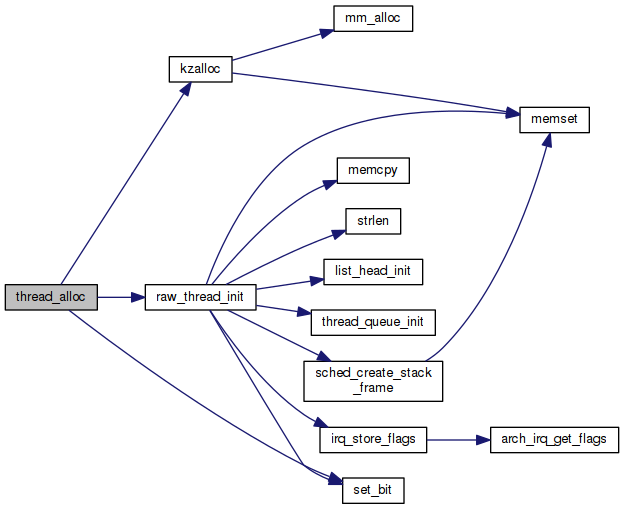 mm_alloc
kzalloc
memset
memcpy
strlen
list_head_init
thread_alloc
raw_thread_init
thread_queue_init
sched_create_stack
_frame
irq_store_flags
arch_irq_get_flags
set_bit